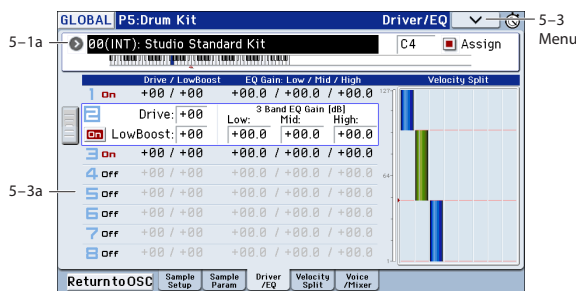 GLOBAL P5:Drum Kit Driver/EQ
5-3
Menu
5-1a
00(INT): Studio Standard Kit C4 Assign
Drive / LowBoost EQ Gain: Low / Mid / High Velocity Split
1 On +00 / +00 +00.0 / +00.0 / +00.0 127
2 Drive: +00 3 Band EQ Gain [dB]
Low: Mid: High:
On LowBoost: +00 +00.0 +00.0 +00.0
3 On +00 / +00 +00.0 / +00.0 / +00.0
4 Off +00 / +00 +00.0 / +00.0 / +00.0 64
5-3a
5 Off +00 / +00 +00.0 / +00.0 / +00.0
6 Off +00 / +00 +00.0 / +00.0 / +00.0
7 Off +00 / +00 +00.0 / +00.0 / +00.0
8 Off +00 / +00 +00.0 / +00.0 / +00.0 1
Return to OSC Sample Setup Sample Param Driver /EQ Velocity Split Voice /Mixer